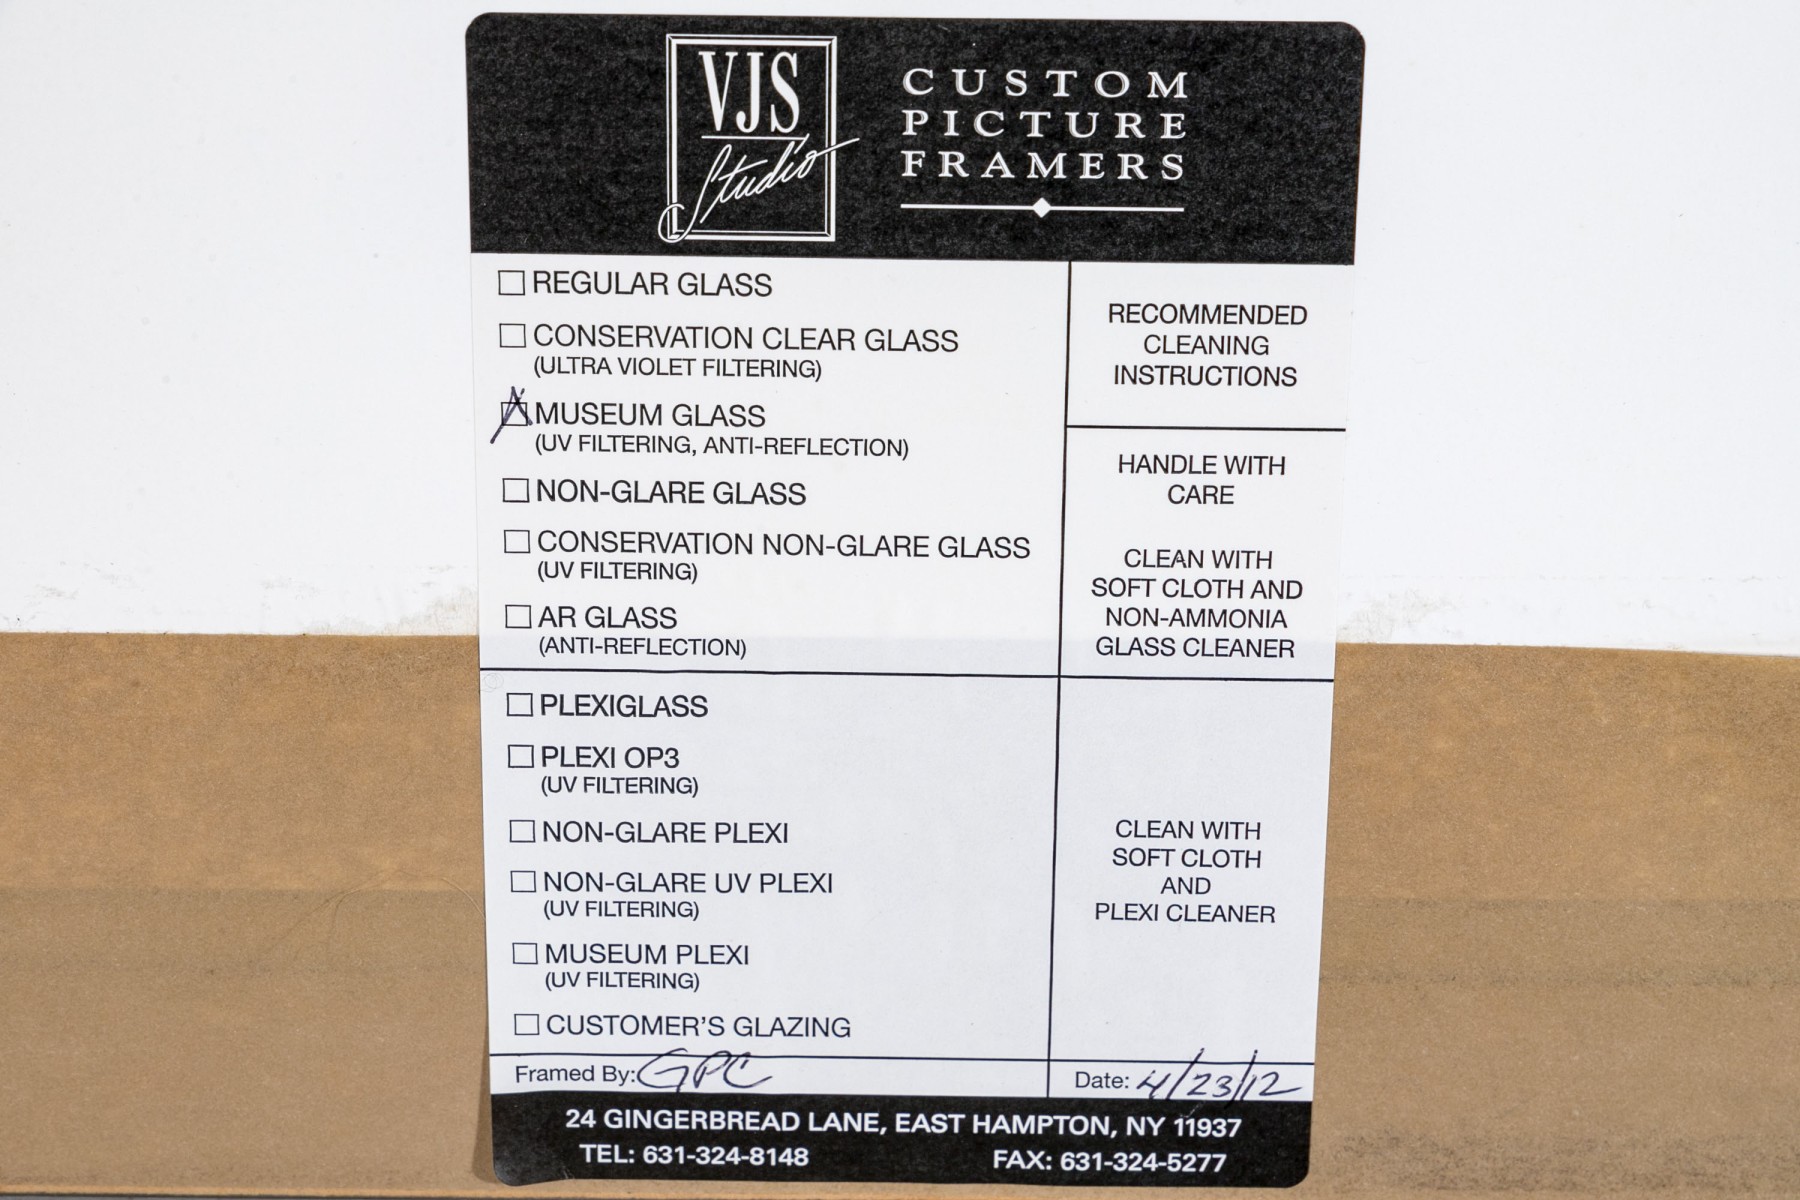 VJS
Studio
CUSTOM
PICTURE
FRAMERS
REGULAR GLASS
CONSERVATION CLEAR GLASS
(ULTRA VIOLET FILTERING)
MUSEUM GLASS
(UV FILTERING, ANTI-REFLECTION)
NON-GLARE GLASS
CONSERVATION NON-GLARE GLASS
(UV FILTERING)
AR GLASS
(ANTI-REFLECTION)
RECOMMENDED
CLEANING
INSTRUCTIONS
HANDLE WITH
CARE
CLEAN WITH
SOFT CLOTH AND
NON-AMMONIA
GLASS CLEANER
PLEXIGLASS
PLEXI OP3
(UV FILTERING)
NON-GLARE PLEXI
NON-GLARE UV PLEXI
(UV FILTERING)
MUSEUM PLEXI
(UV FILTERING)
CUSTOMER'S GLAZING
CLEAN WITH
SOFT CLOTH
AND
PLEXI CLEANER
Framed By: GPC
Date: 4/23/12
24 GINGERBREAD LANE, EAST HAMPTON, NY 11937
TEL: 631-324-8148 FAX: 631-324-5277